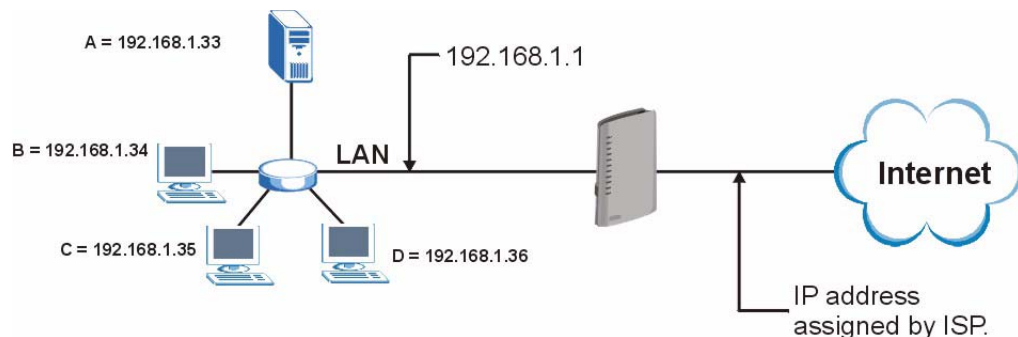 A = 192.168.1.33
192.168.1.1
B = 192.168.1.34
LAN
Internet
C = 192.168.1.35
D = 192.168.1.36
IP address
assigned by ISP.